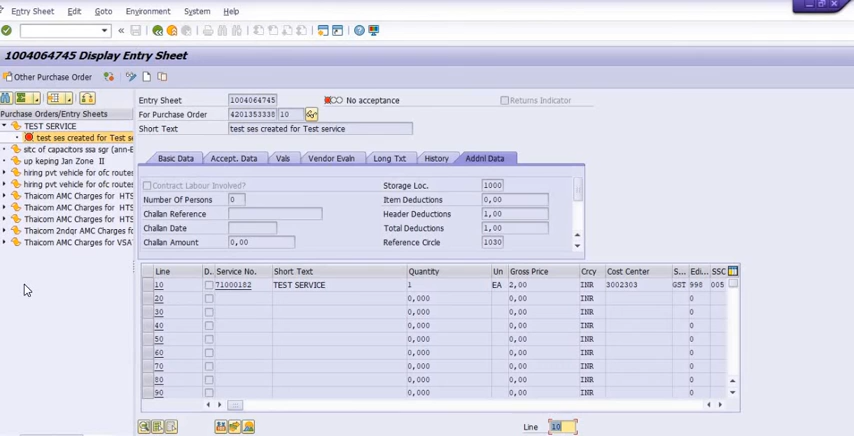 Entry Sheet Edit Goto Environment System Help
1004064745 Display Entry Sheet
Other Purchase Order
Purchase Orders/Entry Sheets
TEST SERVICE
test ses created for Test se
sitc of capacitors ssa sgr (ann-E
up keping Jan Zone II
hiring pvt vehicle for ofc routes
hiring pvt vehicle for ofc routes
Thaicom AMC Charges for HTS
Thaicom AMC Charges for HTS
Thaicom AMC Charges for HTS
Thaicom 2ndqr AMC Charges for
Thaicom AMC Charges for VSAT
Entry Sheet 1004064745 No acceptance Returns Indicator
For Purchase Order 4201353338 10
Short Text test ses created for Test service
Basic Data Accept. Data Vals Vendor Evaln Long Txt History Addnl Data
Contract Labour Involved? Storage Loc. 1000
Number Of Persons 0 Item Deductions 0,00
Challan Reference Header Deductions 1,00
Challan Date Total Deductions 1,00
Challan Amount 0,00 Reference Circle 1030
Line D.. Service No. Short Text Quantity Un Gross Price Crcy Cost Center S... Edi... SSC
10 71000182 TEST SERVICE 1 EA 2,00 INR 3002303 GST 998 005
20 0,000 0,00 INR 0
30 0,000 0,00 INR 0
40 0,000 0,00 INR 0
50 0,000 0,00 INR 0
60 0,000 0,00 INR 0
70 0,000 0,00 INR 0
80 0,000 0,00 INR 0
90 0,000 0,00 INR 0
Line 10